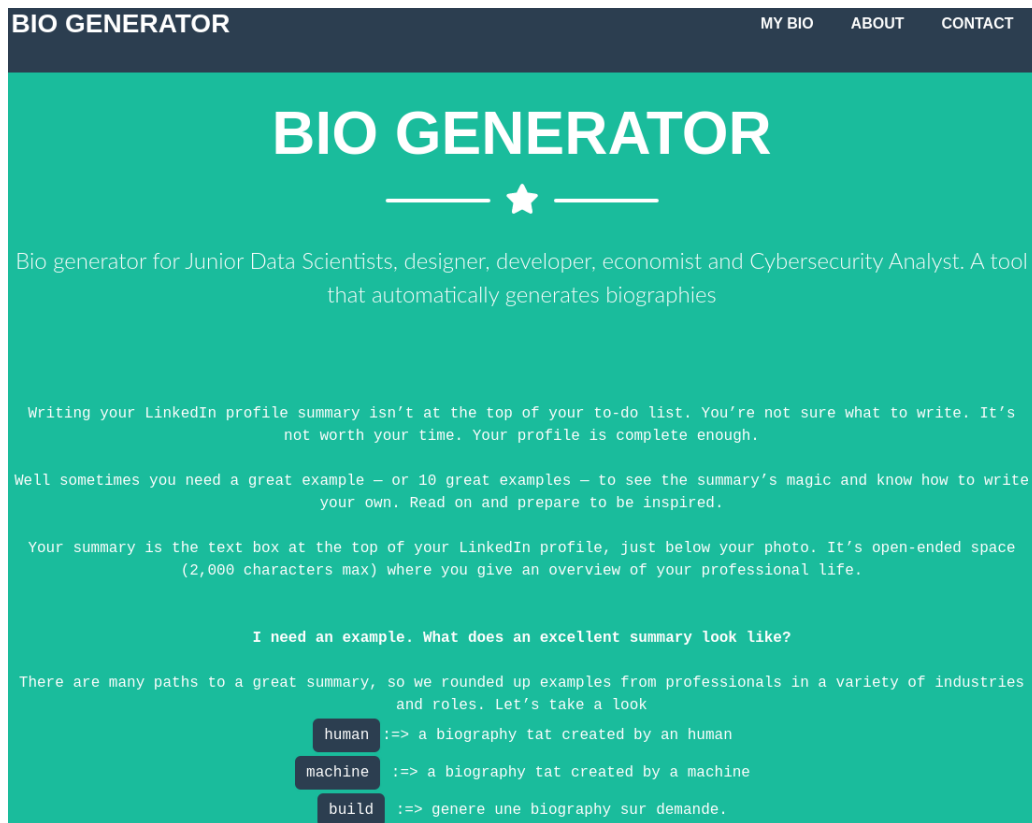 BIO GENERATOR
MY BIO ABOUT CONTACT
BIO GENERATOR
Bio generator for Junior Data Scientists, designer, developer, economist and Cybersecurity Analyst. A tool
that automatically generates biographies
Writing your LinkedIn profile summary isn’t at the top of your to-do list. You’re not sure what to write. It’s
not worth your time. Your profile is complete enough.
Well sometimes you need a great example — or 10 great examples — to see the summary’s magic and know how to write
your own. Read on and prepare to be inspired.
Your summary is the text box at the top of your LinkedIn profile, just below your photo. It’s open-ended space
(2,000 characters max) where you give an overview of your professional life.
I need an example. What does an excellent summary look like?
There are many paths to a great summary, so we rounded up examples from professionals in a variety of industries
and roles. Let’s take a look
human :=> a biography tat created by an human
machine :=> a biography tat created by a machine
build :=> genere une biography sur demande.